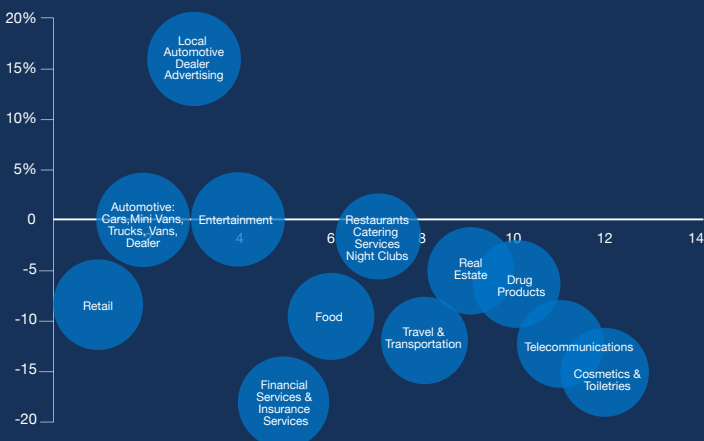 20%
15%
10%
5%
0
-5
-10
-15
-20
4
6
8
10
12
14
Local
Automotive
Dealer
Advertising
Automotive:
Cars,Mini Vans,
Trucks, Vans,
Dealer
Entertainment
Restaurants
Catering
Services
Night Clubs
Real
Estate
Drug
Products
Retail
Food
Travel &
Transportation
Telecommunications
Cosmetics &
Toiletries
Financial
Services &
Insurance
Services